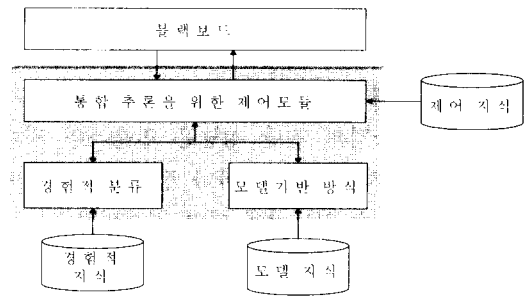 블랙보드
통합 추론을 위한 제어모듈
제어 지식
경험적 분류
모델기반 방식
경험적
지식
모델 지식